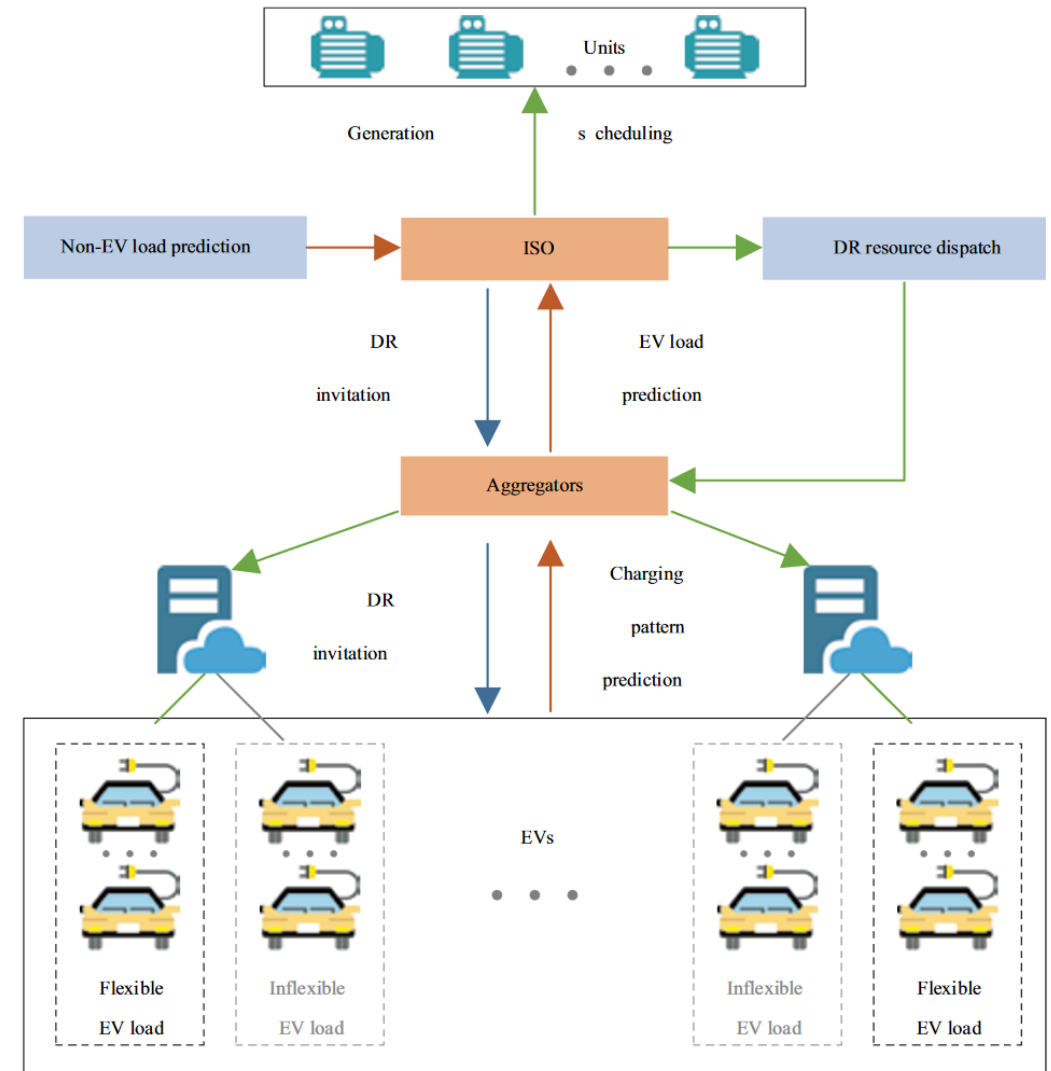 Units
Generation s cheduling
Non-EV load prediction
ISO
DR resource dispatch
DR
invitation
EV load
prediction
Aggregators
DR
invitation
Charging
pattern
prediction
EVs
Flexible
EV load
Inflexible
EV load
Inflexible
EV load
Flexible
EV load